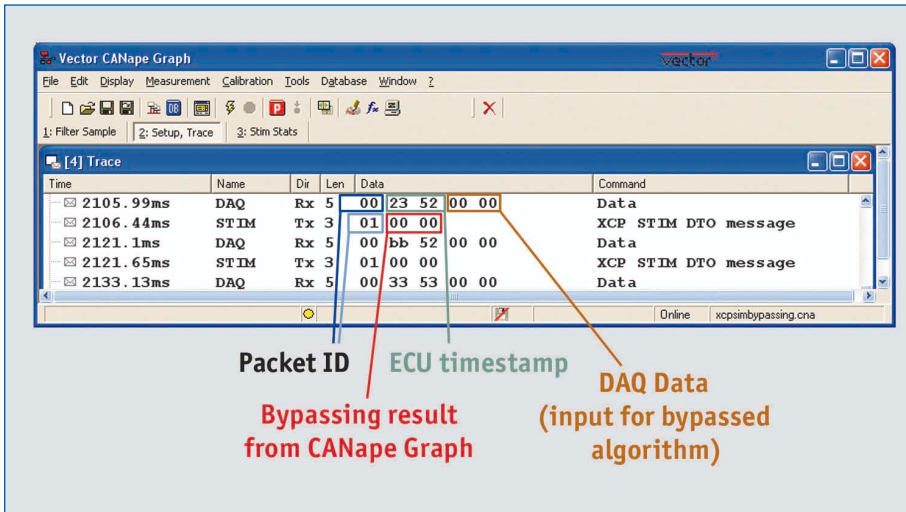 Vector CANape Graph
vector
File Edit Display Measurement Calibration Tools Database Window ?
1: Filter Sample 2: Setup, Trace 3: Stim Stats
[4] Trace
Time Name Dir Len Data Command
2105.99ms DAQ Rx 5 00 23 52 00 00 Data
2106.44ms STIM Tx 3 01 00 00 XCP STIM DTO message
2121.1ms DAQ Rx 5 00 bb 52 00 00 Data
2121.65ms STIM Tx 3 01 00 00 XCP STIM DTO message
2133.13ms DAQ Rx 5 00 33 53 00 00 Data
Online xcpsimbypassing.cna
Packet ID ECU timestamp
Bypassing result
from CANape Graph
DAQ Data
(input for bypassed
algorithm)